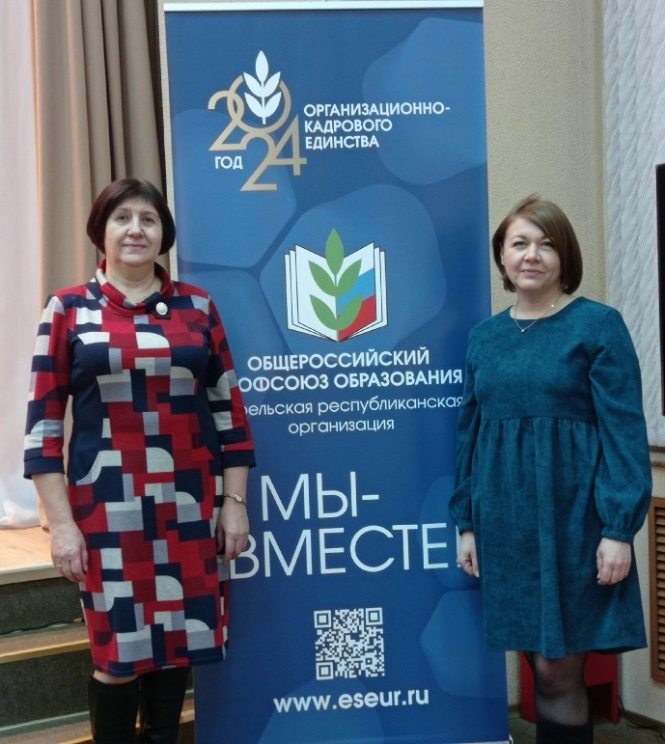 2024
ГОД
ОРГАНИЗАЦИОННО-
КАДРОВОГО
ЕДИНСТВА
ОБЩЕРОССИЙСКИЙ
ОФСОЮЗ ОБРАЗОВАНИЯ
рельская республиканская
организация
МЫ-
ВМЕСТЕ
www.eseur.ru